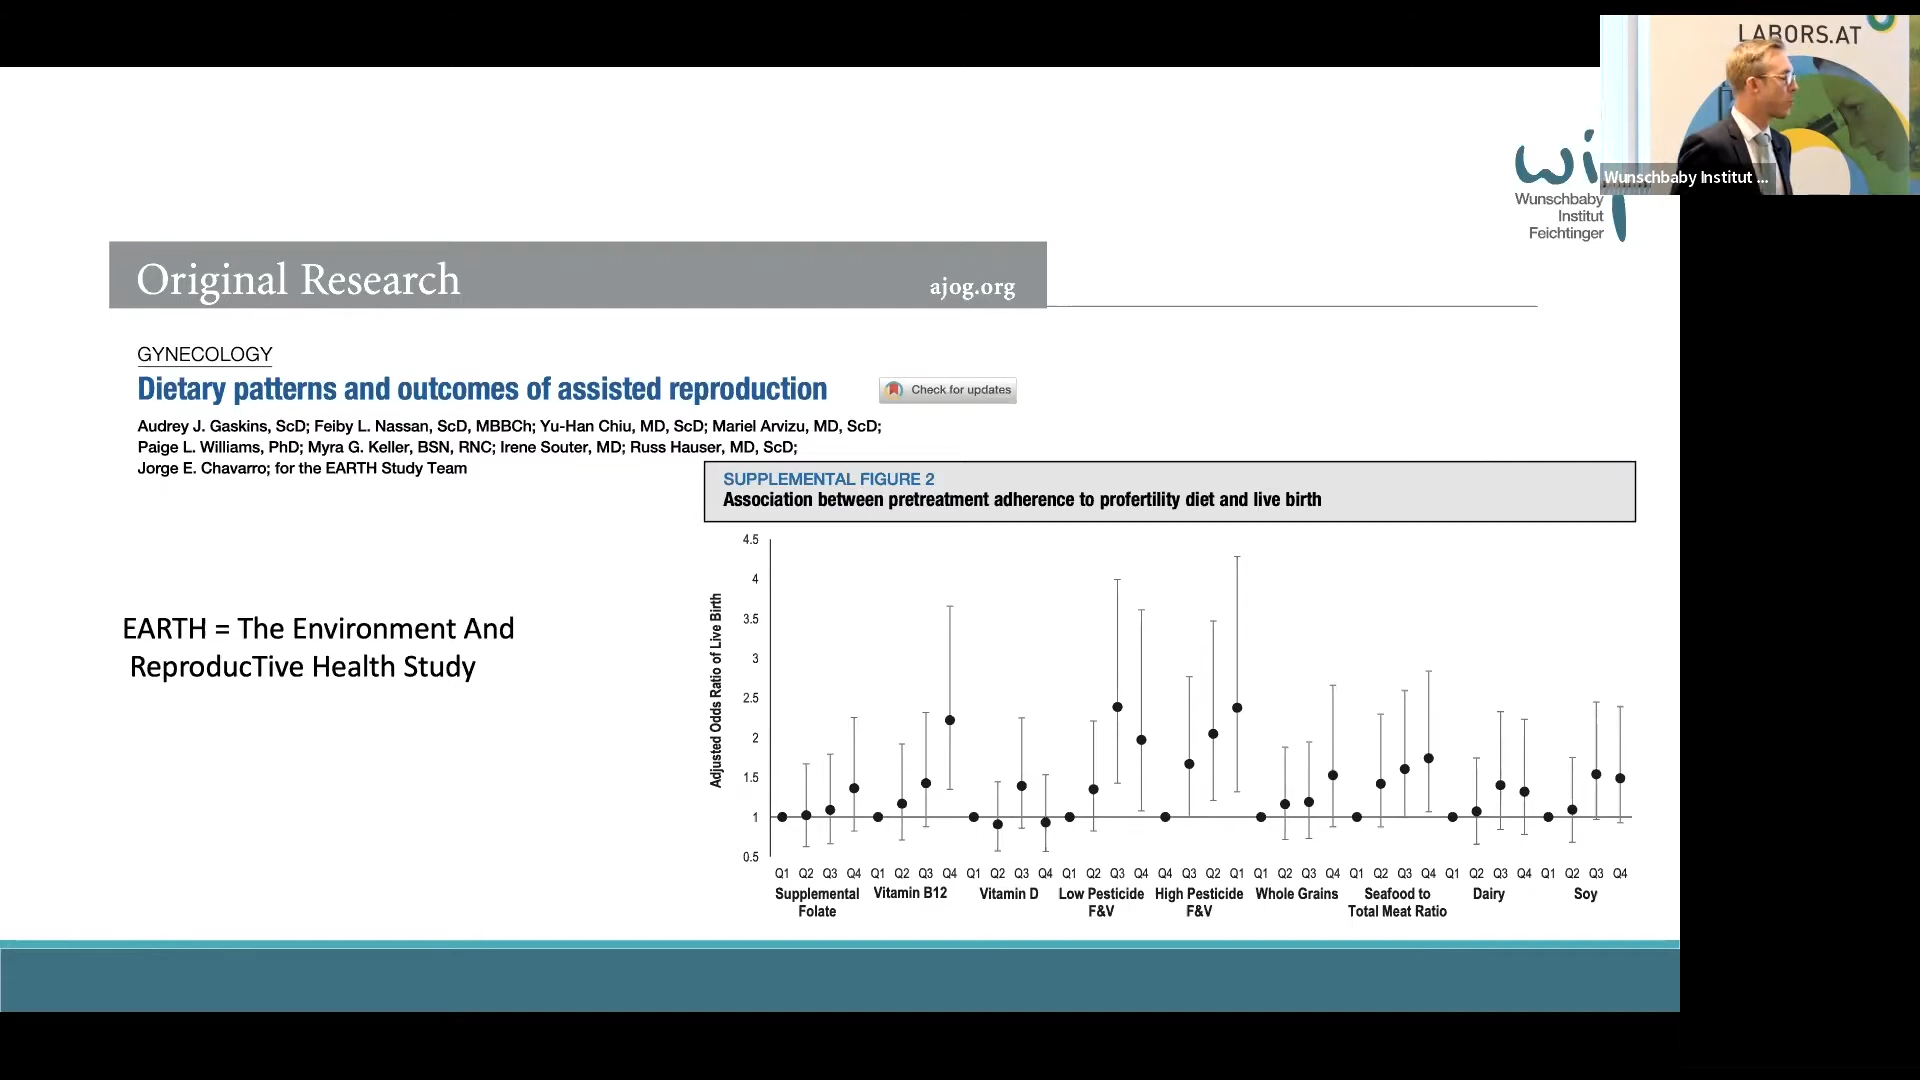 LABORS.AT
Wunschbaby Institut ...
wi
Wunschbaby
Institut
Feichtinger
Original Research
ajog.org
GYNECOLOGY
Dietary patterns and outcomes of assisted reproduction
Check for updates
Audrey J. Gaskins, ScD; Feiby L. Nassan, ScD, MBBCh; Yu-Han Chiu, MD, ScD; Mariel Arvizu, MD, ScD;
Paige L. Williams, PhD; Myra G. Keller, BSN, RNC; Irene Souter, MD; Russ Hauser, MD, ScD;
Jorge E. Chavarro; for the EARTH Study Team
SUPPLEMENTAL FIGURE 2
Association between pretreatment adherence to profertility diet and live birth
EARTH = The Environment And
ReproducTive Health Study
Adjusted Odds Ratio of Live Birth
4.5
4
3.5
3
2.5
2
1.5
1
0.5
Q1 Q2 Q3 Q4 Q1 Q2 Q3 Q4 Q1 Q2 Q3 Q4 Q1 Q2 Q3 Q4 Q4 Q3 Q2 Q1 Q1 Q2 Q3 Q4 Q1 Q2 Q3 Q4 Q1 Q2 Q3 Q4 Q1 Q2 Q3 Q4
Supplemental Folate
Vitamin B12
Vitamin D
Low Pesticide F&V
High Pesticide F&V
Whole Grains
Seafood to Total Meat Ratio
Dairy
Soy